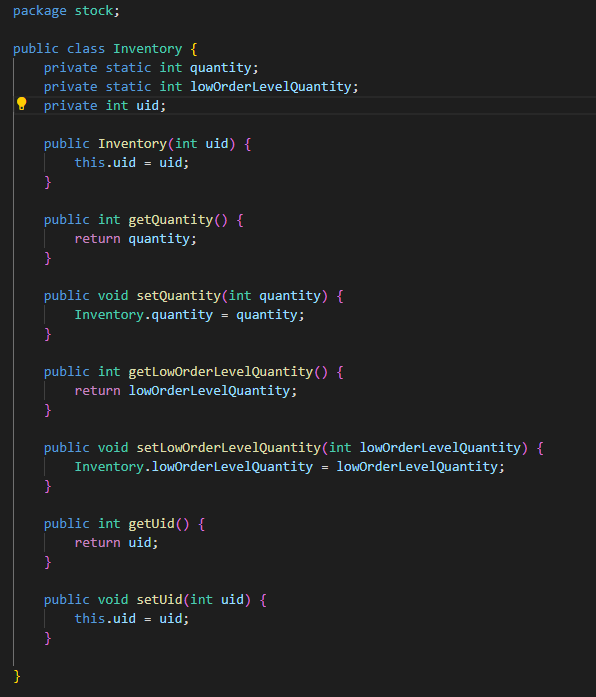 package stock;
public class Inventory {
    private static int quantity;
    private static int lowOrderLevelQuantity;
    private int uid;
    public Inventory(int uid) {
        this.uid = uid;
    }
    public int getQuantity() {
        return quantity;
    }
    public void setQuantity(int quantity) {
        Inventory.quantity = quantity;
    }
    public int getLowOrderLevelQuantity() {
        return lowOrderLevelQuantity;
    }
    public void setLowOrderLevelQuantity(int lowOrderLevelQuantity) {
        Inventory.lowOrderLevelQuantity = lowOrderLevelQuantity;
    }
    public int getUid() {
        return uid;
    }
    public void setUid(int uid) {
        this.uid = uid;
    }
}